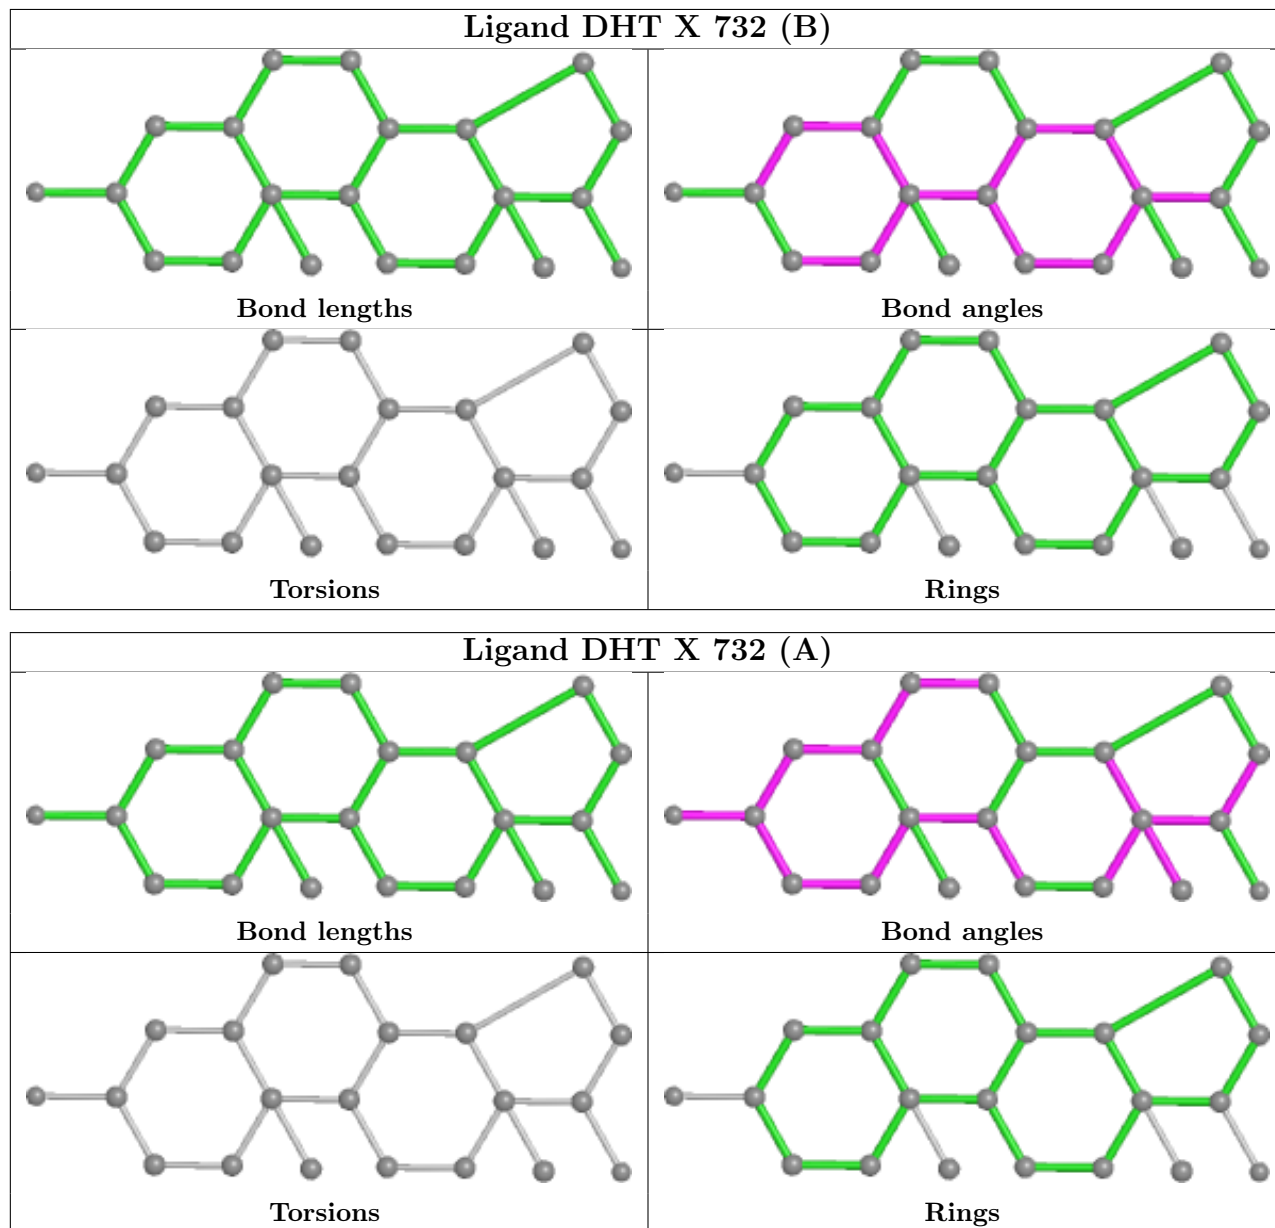 Ligand DHT X 732 (B)
Bond lengths
Bond angles
Torsions
Rings
Ligand DHT X 732 (A)
Bond lengths
Bond angles
Torsions
Rings